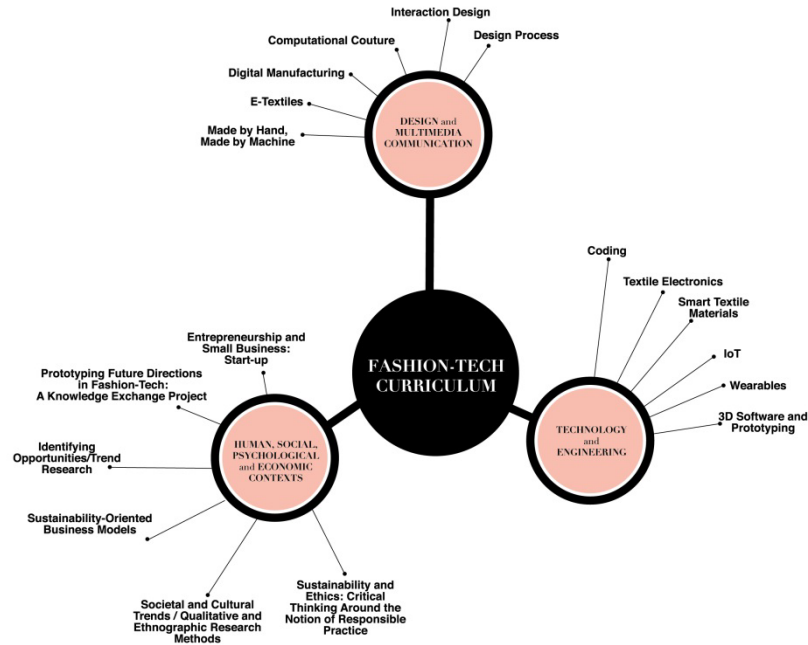 Interaction Design
Design Process
Computational Couture
Digital Manufacturing
E-Textiles
Made by Hand,
Made by Machine
DESIGN and
MULTIMEDIA
COMMUNICATION
Coding
Textile Electronics
Smart Textile
Materials
IoT
Wearables
3D Software and
Prototyping
TECHNOLOGY
and
ENGINEERING
FASHION-TECH
CURRICULUM
Entrepreneurship and
Small Business:
Start-up
Prototyping Future Directions
in Fashion-Tech:
A Knowledge Exchange Project
Identifying
Opportunities/Trend
Research
Sustainability-Oriented
Business Models
Societal and Cultural
Trends / Qualitative and
Ethnographic Research
Methods
Sustainability and
Ethics: Critical
Thinking Around the
Notion of Responsible
Practice
HUMAN, SOCIAL,
PSYCHOLOGICAL
and ECONOMIC
CONTEXTS